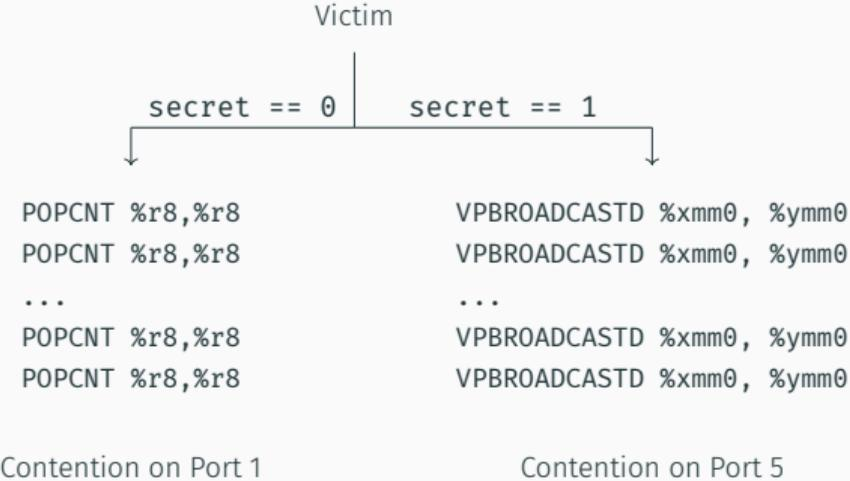 Victim
secret == 0 secret == 1
POPCNT %r8,%r8 VPBROADCASTD %xmm0, %ymm0
POPCNT %r8,%r8 VPBROADCASTD %xmm0, %ymm0
... ...
POPCNT %r8,%r8 VPBROADCASTD %xmm0, %ymm0
POPCNT %r8,%r8 VPBROADCASTD %xmm0, %ymm0
Contention on Port 1 Contention on Port 5